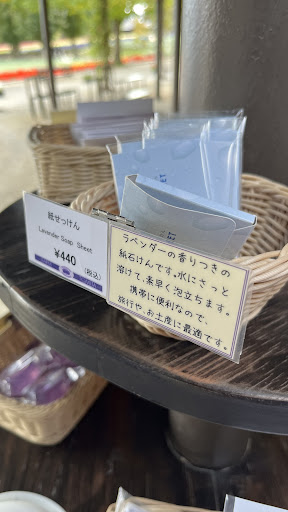 紙せっけん
Lavender Soap Sheet
¥440
(税込)
ラベンダーの香りつきの
紙石けんです。水にさっと
溶けて、素早く泡立ちます。
携帯に便利なので、
旅行や、お土産に最適です。